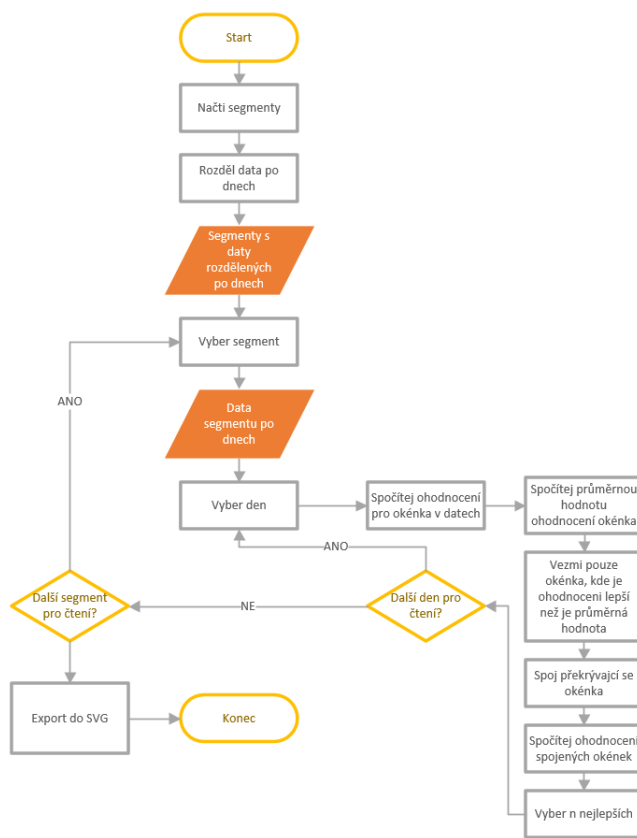 Start
Načti segmenty
Rozděl data po
dnech
Segmenty s
daty
rozdělených
po dnech
Vyber segment
ANO
Data
segmentu po
dnech
Vyber den
Spočítej ohodnocení
pro okénka v datech
Spočítej průměrnou
hodnotu
ohodnocení okénka
ANO
Vezmi pouze
okénka, kde je
ohodnoceni lepší
než je průměrná
hodnota
Další segment
pro čtení?
NE
Další den pro
čtení?
Spoj překrývajcí se
okénka
Export do SVG
Konec
Spočítej ohodnocení
spojených okének
Vyber n nejlepších